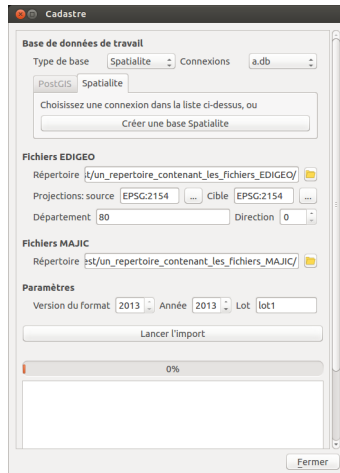 Cadastre
Base de données de travail
Type de base Spatialite Connexions a.db
PostGIS Spatialite
Choisissez une connexion dans la liste ci-dessus, ou
Créer une base Spatialite
Fichiers EDIGEO
Répertoire st/un_repertoire_contenant_les_fichiers_EDIGEO/
Projections: source EPSG:2154 ... Cible EPSG:2154 ...
Département 80 Direction 0
Fichiers MAJIC
Répertoire est/un_repertoire_contenant_les_fichiers_MAJIC/
Paramètres
Version du format 2013 Année 2013 Lot lot1
Lancer l'import
0%
Fermer